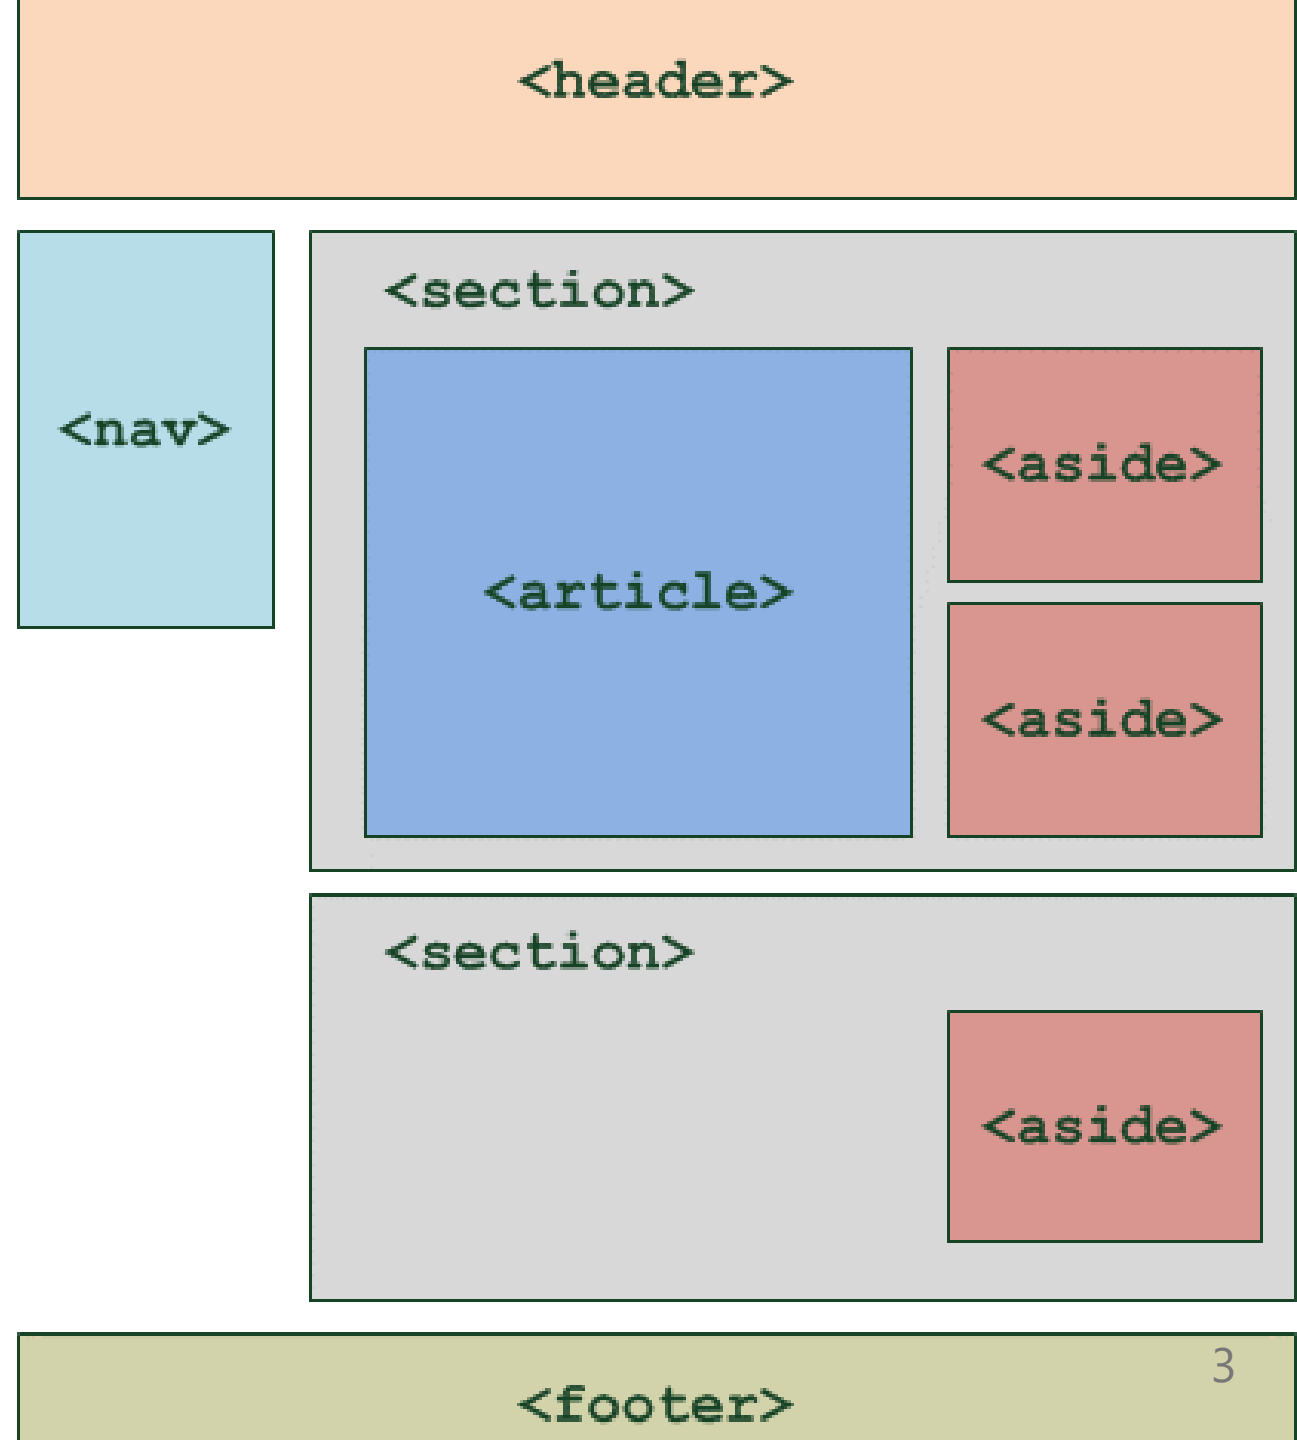 <header>
<nav>
<section>
<article>
<aside>
<aside>
<section>
<aside>
3
<footer>